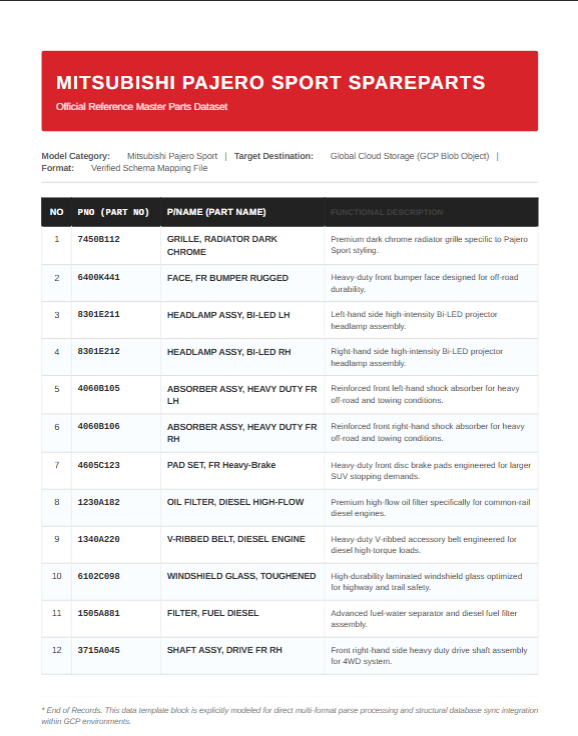 MITSUBISHI PAJERO SPORT SPAREPARTS
Official Reference Master Parts Dataset
Model Category: Mitsubishi Pajero Sport | Target Destination: Global Cloud Storage (GCP Blob Object) |
Format: Verified Schema Mapping File
NO PNO (PART NO) P/NAME (PART NAME) FUNCTIONAL DESCRIPTION
1 7450B112 GRILLE, RADIATOR DARK CHROME Premium dark chrome radiator grille specific to Pajero Sport styling.
2 6400K441 FACE, FR BUMPER RUGGED Heavy-duty front bumper face designed for off-road durability.
3 8301E211 HEADLAMP ASSY, BI-LED LH Left-hand side high-intensity Bi-LED projector headlamp assembly.
4 8301E212 HEADLAMP ASSY, BI-LED RH Right-hand side high-intensity Bi-LED projector headlamp assembly.
5 4060B105 ABSORBER ASSY, HEAVY DUTY FR LH Reinforced front left-hand shock absorber for heavy off-road and towing conditions.
6 4060B106 ABSORBER ASSY, HEAVY DUTY FR RH Reinforced front right-hand shock absorber for heavy off-road and towing conditions.
7 4605C123 PAD SET, FR Heavy-Brake Heavy-duty front disc brake pads engineered for larger SUV stopping demands.
8 1230A182 OIL FILTER, DIESEL HIGH-FLOW Premium high-flow oil filter specifically for common-rail diesel engines.
9 1340A220 V-RIBBED BELT, DIESEL ENGINE Heavy-duty V-ribbed accessory belt engineered for diesel high-torque loads.
10 6102C098 WINDSHIELD GLASS, TOUGHENED High-durability laminated windshield glass optimized for highway and trail safety.
11 1505A881 FILTER, FUEL DIESEL Advanced fuel-water separator and diesel fuel filter assembly.
12 3715A045 SHAFT ASSY, DRIVE FR RH Front right-hand side heavy duty drive shaft assembly for 4WD system.
* End of Records. This data template block is explicitly modeled for direct multi-format parse processing and structural database sync integration
within GCP environments.